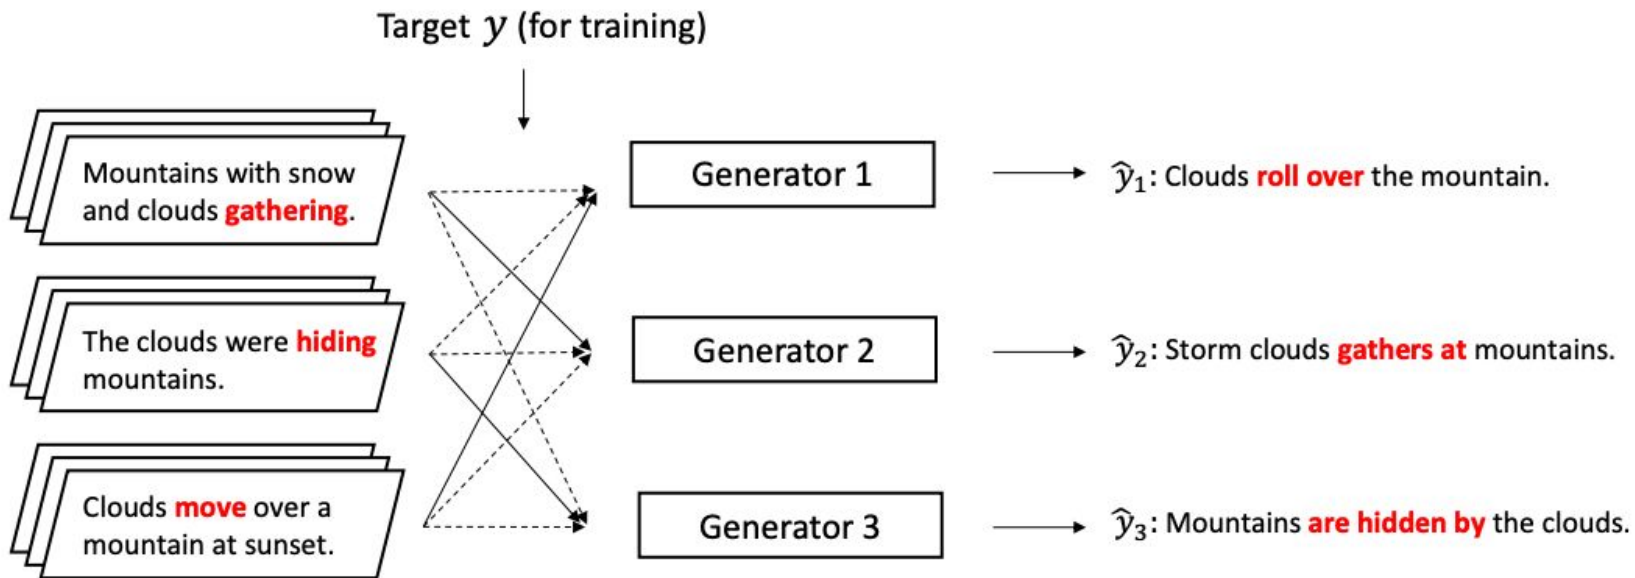 Target y (for training)
Mountains with snow
and clouds gathering.
Generator 1
ŷ₁: Clouds roll over the mountain.
The clouds were hiding
mountains.
Generator 2
ŷ₂: Storm clouds gathers at mountains.
Clouds move over a
mountain at sunset.
Generator 3
ŷ₃: Mountains are hidden by the clouds.